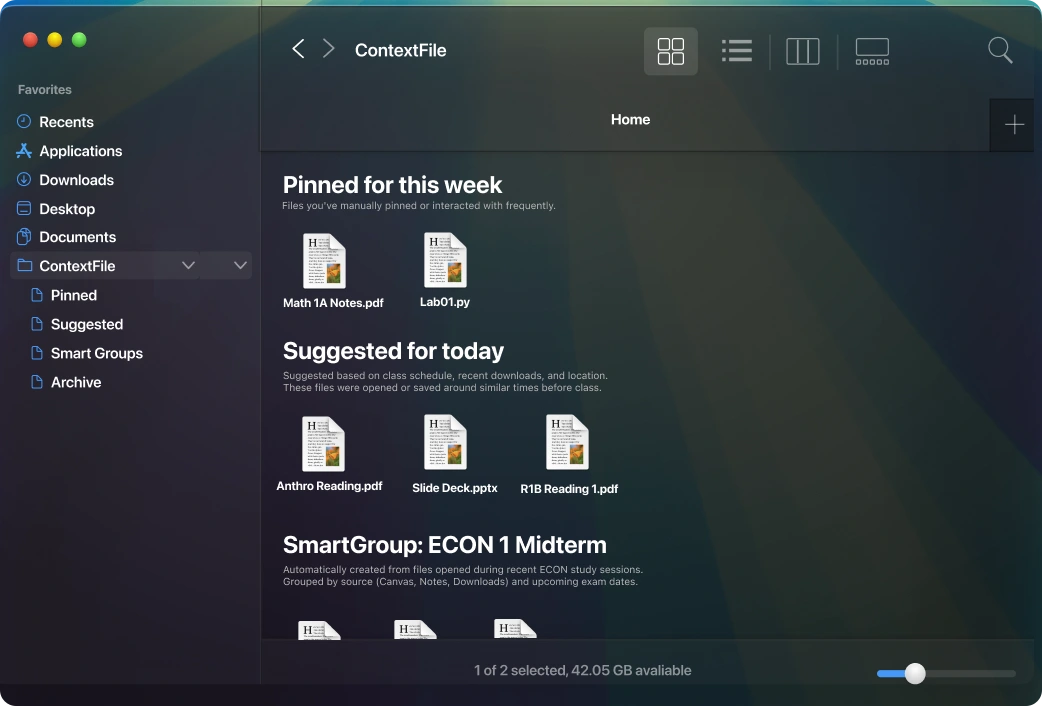 ContextFile
Favorites
Recents
Applications
Downloads
Desktop
Documents
ContextFile
Pinned
Suggested
Smart Groups
Archive
Home
Pinned for this week
Files you've manually pinned or interacted with frequently.
Math 1A Notes.pdf
Lab01.py
Suggested for today
Suggested based on class schedule, recent downloads, and location.
These files were opened or saved around similar times before class.
Anthro Reading.pdf
Slide Deck.pptx
R1B Reading 1.pdf
SmartGroup: ECON 1 Midterm
Automatically created from files opened during recent ECON study sessions.
Grouped by source (Canvas, Notes, Downloads) and upcoming exam dates.
1 of 2 selected, 42.05 GB avaliable